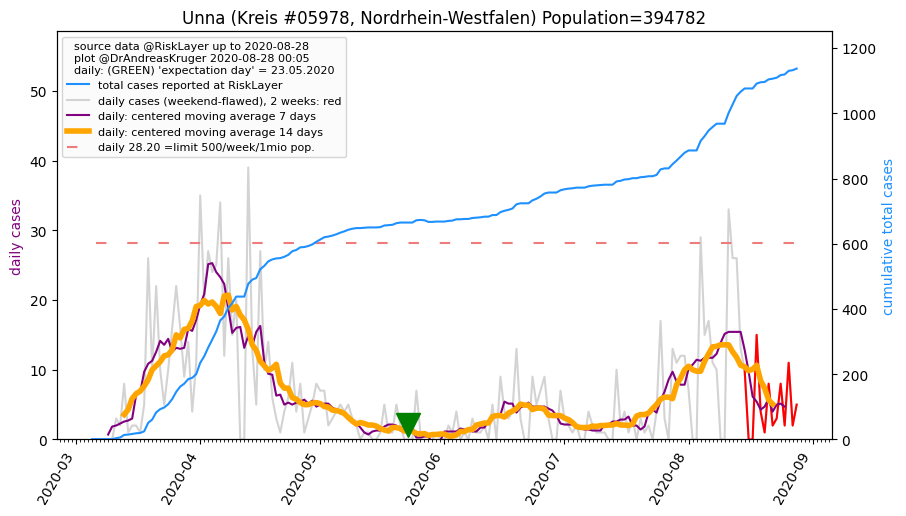 Unna (Kreis #05978, Nordrhein-Westfalen) Population=394782
source data @RiskLayer up to 2020-08-28
plot @DrAndreasKruger 2020-08-28 00:05
daily: (GREEN) 'expectation day' = 23.05.2020
total cases reported at RiskLayer
daily cases (weekend-flawed), 2 weeks: red
daily: centered moving average 7 days
daily: centered moving average 14 days
daily 28.20 =limit 500/week/1mio pop.
daily cases
50
40
30
20
10
0
1200
1000
800
600
400
200
0
cumulative total cases
2020-03
2020-04
2020-05
2020-06
2020-07
2020-08
2020-09